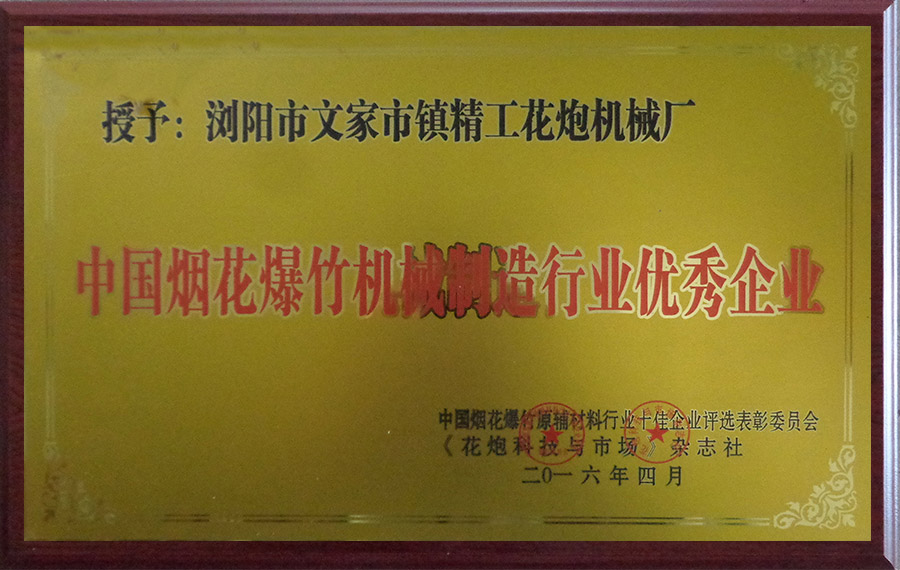 授予：浏阳市文家市镇精工花炮机械厂
中国烟花爆竹机械制造行业优秀企业
中国烟花爆竹原辅材料行业十佳企业评选表彰委员会
《花炮科技与市场》杂志社
二0一六年四月